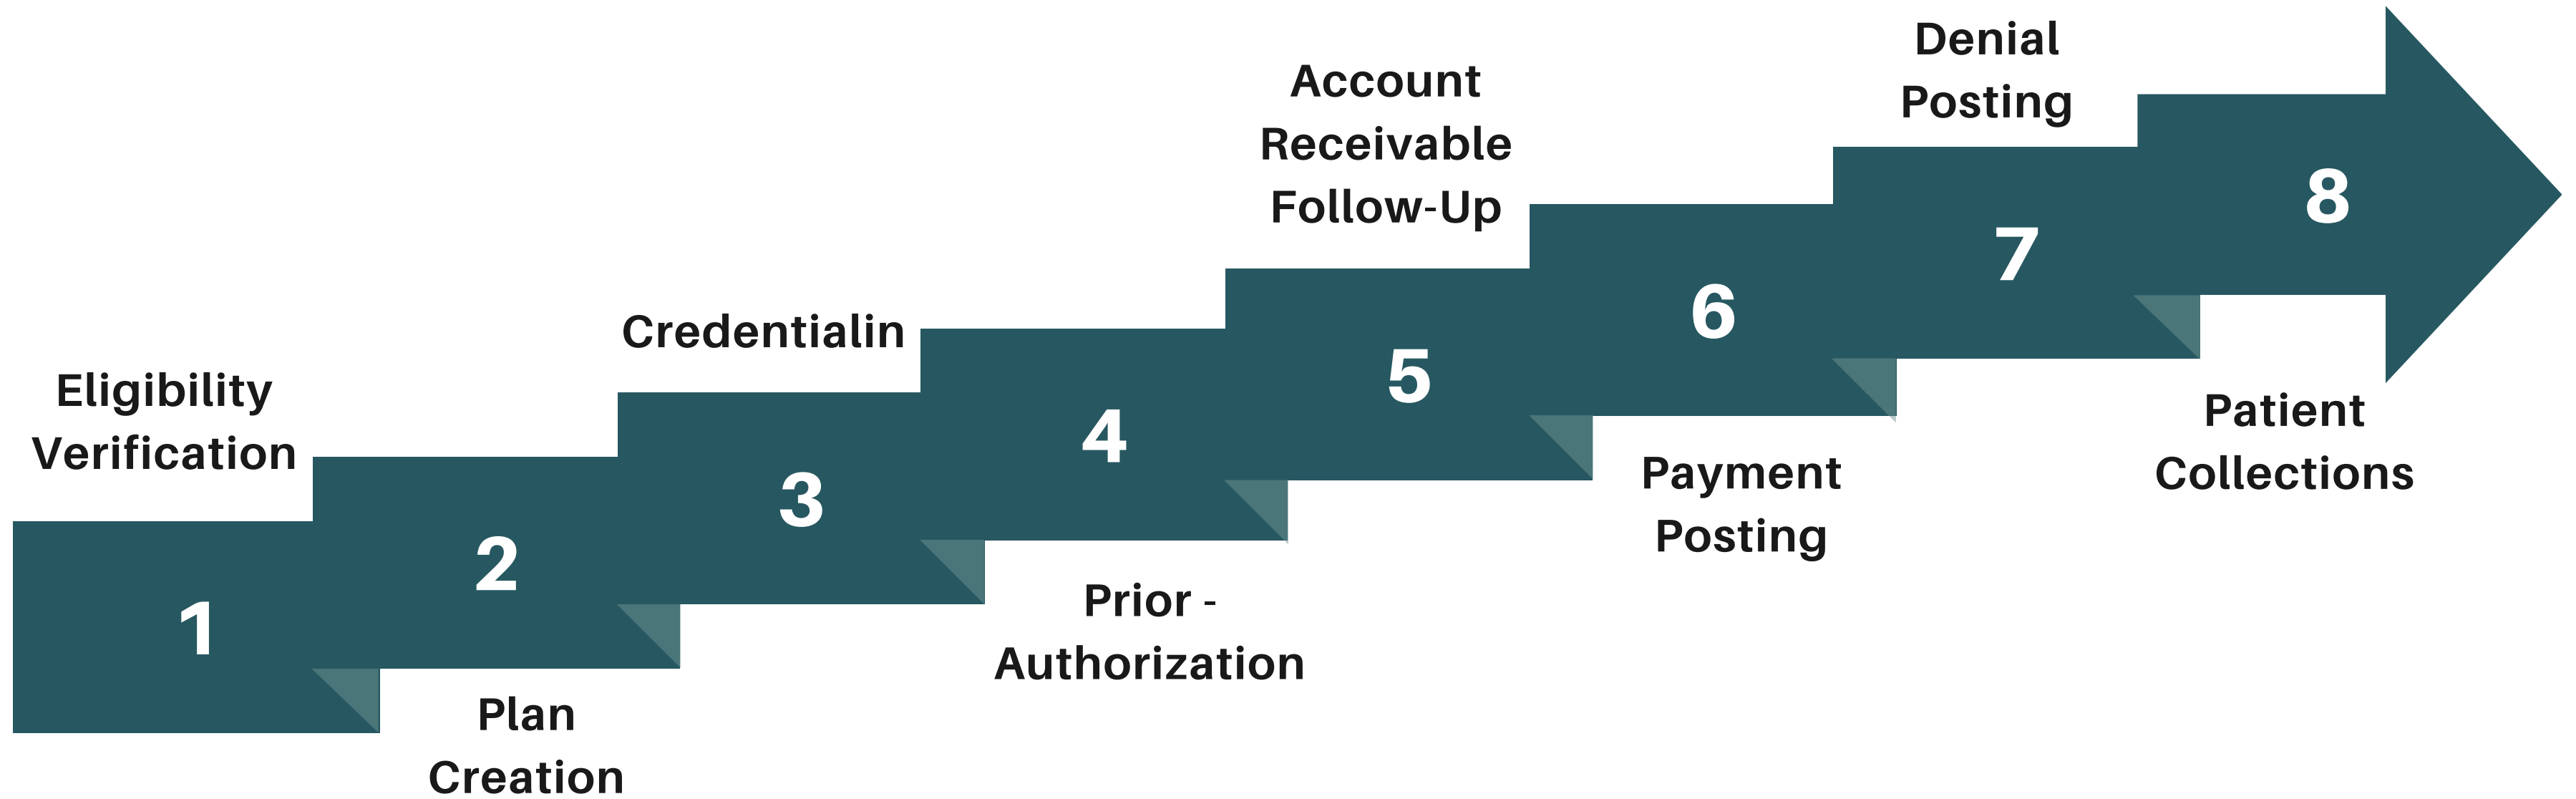 1
Eligibility
Verification
2
Plan
Creation
3
Credentialin
4
Prior -
Authorization
5
Account
Receivable
Follow-Up
6
Payment
Posting
7
Denial
Posting
8
Patient
Collections